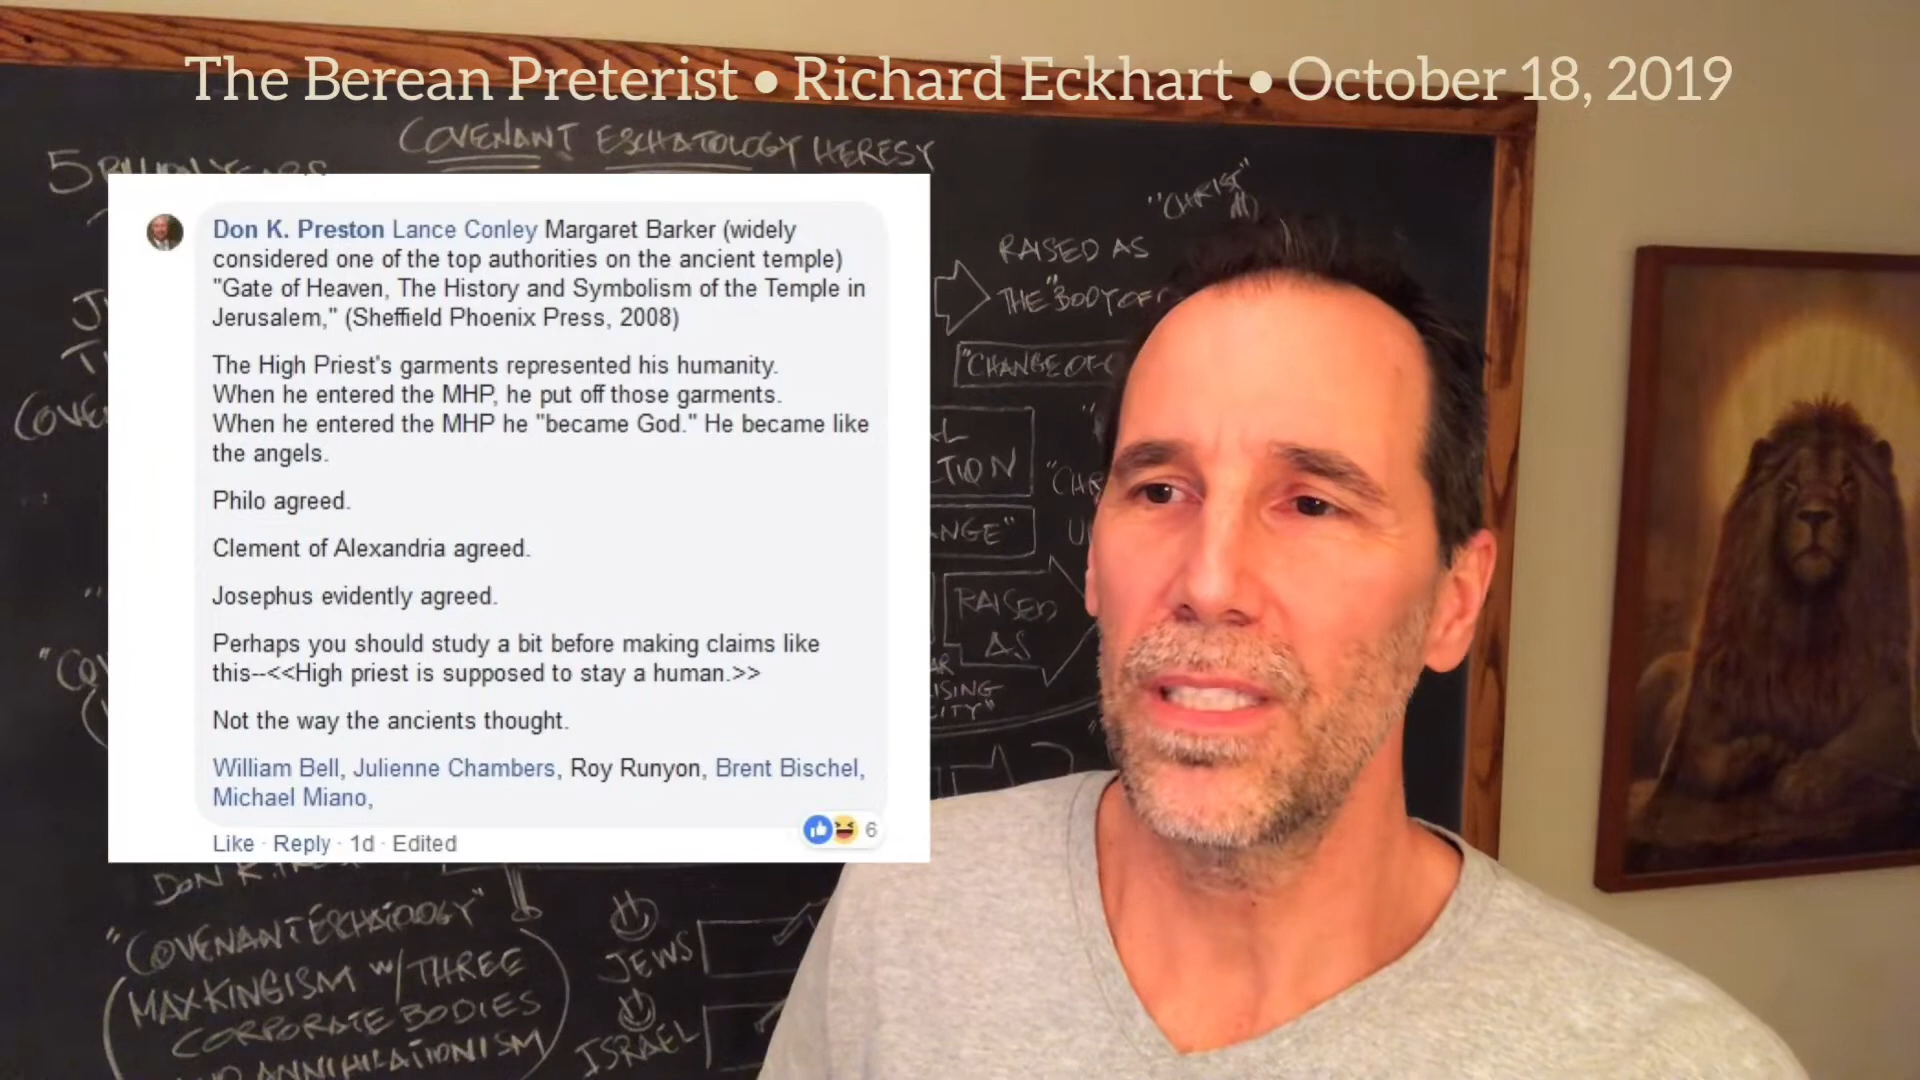 The Berean Preterist • Richard Eckhart • October 18, 2019
COVENANT ESCHATOLOGY HERESY
5 BILLION YEARS
Don K. Preston Lance Conley Margaret Barker (widely
considered one of the top authorities on the ancient temple)
"Gate of Heaven, The History and Symbolism of the Temple in
Jerusalem," (Sheffield Phoenix Press, 2008)
The High Priest's garments represented his humanity.
When he entered the MHP, he put off those garments.
When he entered the MHP he "became God." He became like
the angels.
Philo agreed.
Clement of Alexandria agreed.
Josephus evidently agreed.
Perhaps you should study a bit before making claims like
this--<<High priest is supposed to stay a human.>>
Not the way the ancients thought.
William Bell, Julienne Chambers, Roy Runyon, Brent Bischel,
Michael Miano,
6
Like · Reply · 1d · Edited
"CHRIST"
RAISED AS
THE "BODY OF
"CHANGE OF
NGE"
RAISED
AS
DON K.
"COVENANT ESCHATOLOGY"
(MAXKINGISM W/ THREE
CORPORATE BODIES
ANNIHILATIONISM
JEWS
ISRAEL